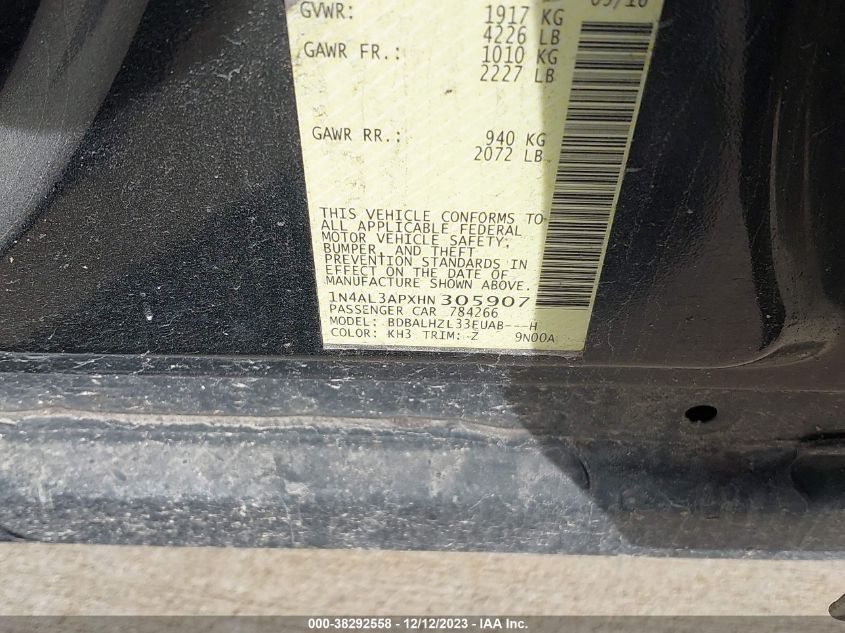 GVWR: 1917 KG
4226 LB
GAWR FR.: 1010 KG
2227 LB
GAWR RR.: 940 KG
2072 LB
THIS VEHICLE CONFORMS TO
ALL APPLICABLE FEDERAL
MOTOR VEHICLE SAFETY,
BUMPER, AND THEFT
PREVENTION STANDARDS IN
EFFECT ON THE DATE OF
MANUFACTURE SHOWN ABOVE.
1N4AL3APXHN 305907
PASSENGER CAR 784266
MODEL: BDBALHZL33EUAB---H
COLOR: KH3 TRIM: Z 9N00A
000-38292558 - 12/12/2023 - IAA Inc.